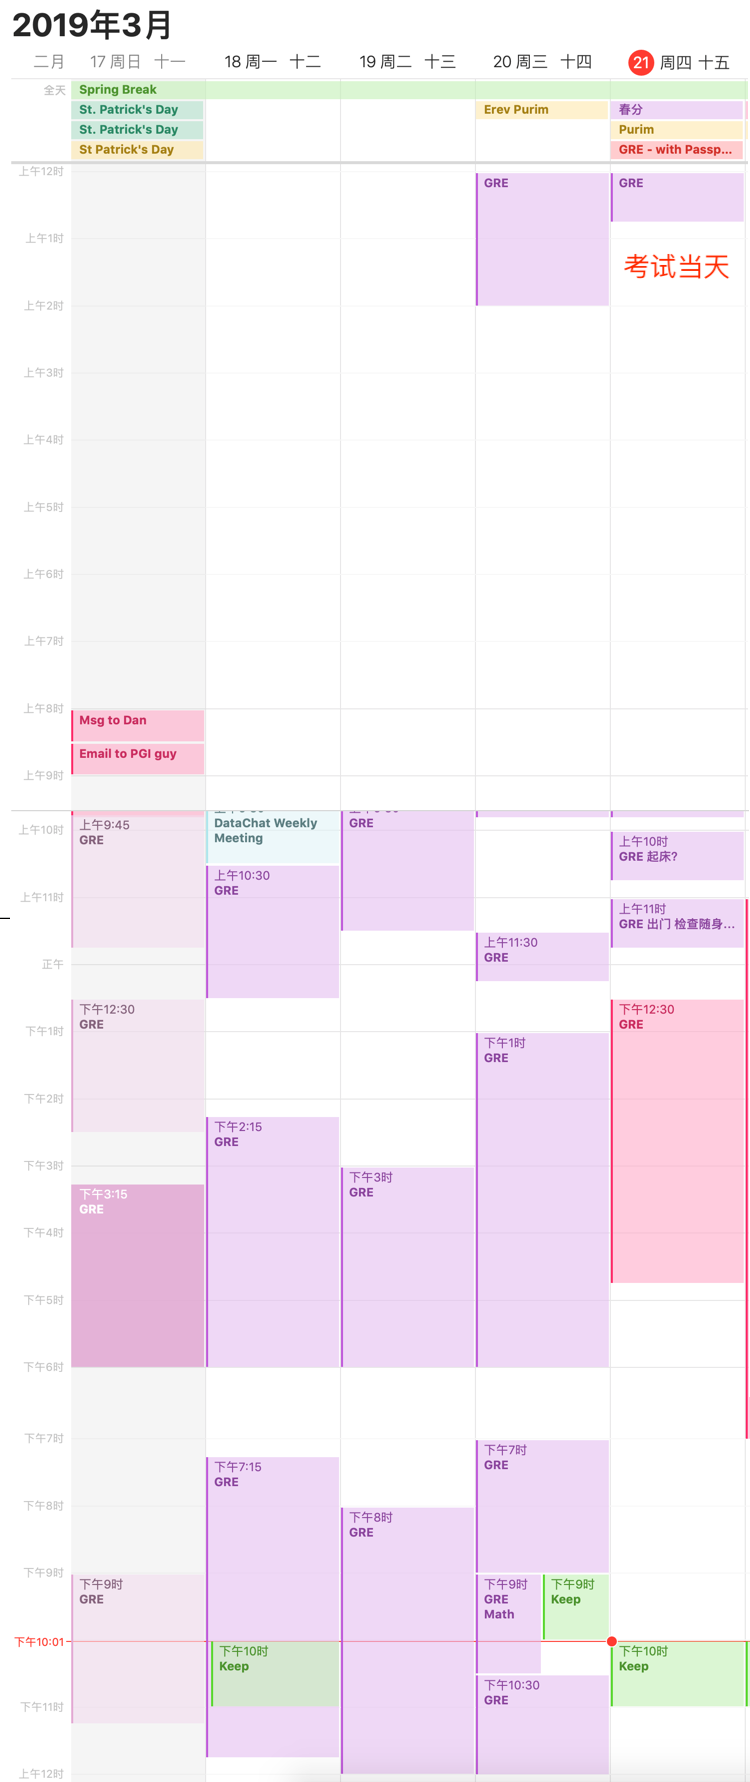 2019年3月
二月
17 周日 十一
18 周一 十二
19 周二 十三
20 周三 十四
21 周四 十五
全天
Spring Break
St. Patrick's Day
Erev Purim
春分
St. Patrick's Day
Purim
St Patrick's Day
GRE - with Passp...
上午12时
GRE
GRE
上午1时
考试当天
上午2时
上午3时
上午4时
上午5时
上午6时
上午7时
上午8时
Msg to Dan
Email to PGI guy
上午9时
上午10时
上午9:45
GRE
DataChat Weekly
Meeting
GRE
上午10时
GRE 起床?
上午10:30
GRE
上午11时
上午11时
GRE 出门 检查随身...
上午11:30
GRE
正午
下午12:30
GRE
下午12:30
GRE
下午1时
下午1时
GRE
下午2时
下午2:15
GRE
下午3时
下午3:15
GRE
下午3时
GRE
下午4时
下午5时
下午6时
下午7时
下午7:15
GRE
下午7时
GRE
下午8时
下午8时
GRE
下午9时
下午9时
GRE
下午9时
GRE
Math
下午9时
Keep
下午10:01
下午10时
Keep
下午10时
Keep
下午10:30
GRE
下午11时
上午12时